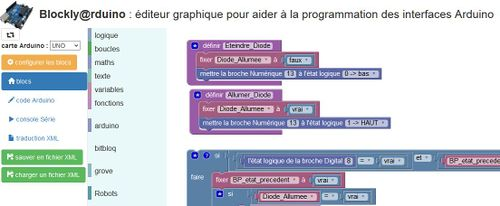 Blockly@rduino : éditeur graphique pour aider à la programmation des interfaces Arduino
carte Arduino : UNO
configurer les blocs
blocs
code Arduino
console Série
traduction XML
sauver en fichier XML
charger un fichier XML
logique
boucles
maths
texte
variables
fonctions
arduino
bitbloq
grove
Robots
définir Eteindre_Diode
fixer Diode_Allumee à faux
mettre la broche Numérique 13 à l'état logique 0 -> bas
définir Allumer_Diode
fixer Diode_Allumee à vrai
mettre la broche Numérique 13 à l'état logique 1 -> HAUT
si l'état logique de la broche Digital 8 = vrai et BP_etat_precede
faire fixer BP_etat_precedent à vrai
si Diode_Allumee = vrai